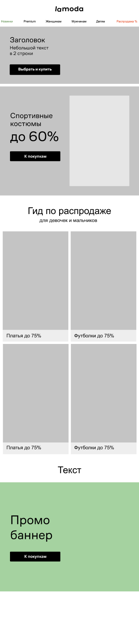 lamoda
Новинки Premium Женщинам Мужчинам Детям Распродажа %
Заголовок
Небольшой текст
в 2 строки
Выбрать и купить
Спортивные
костюмы
до 60%
К покупкам
Гид по распродаже
для девочек и мальчиков
Платья до 75% Футболки до 75%
Платья до 75% Футболки до 75%
Текст
Промо
баннер
К покупкам